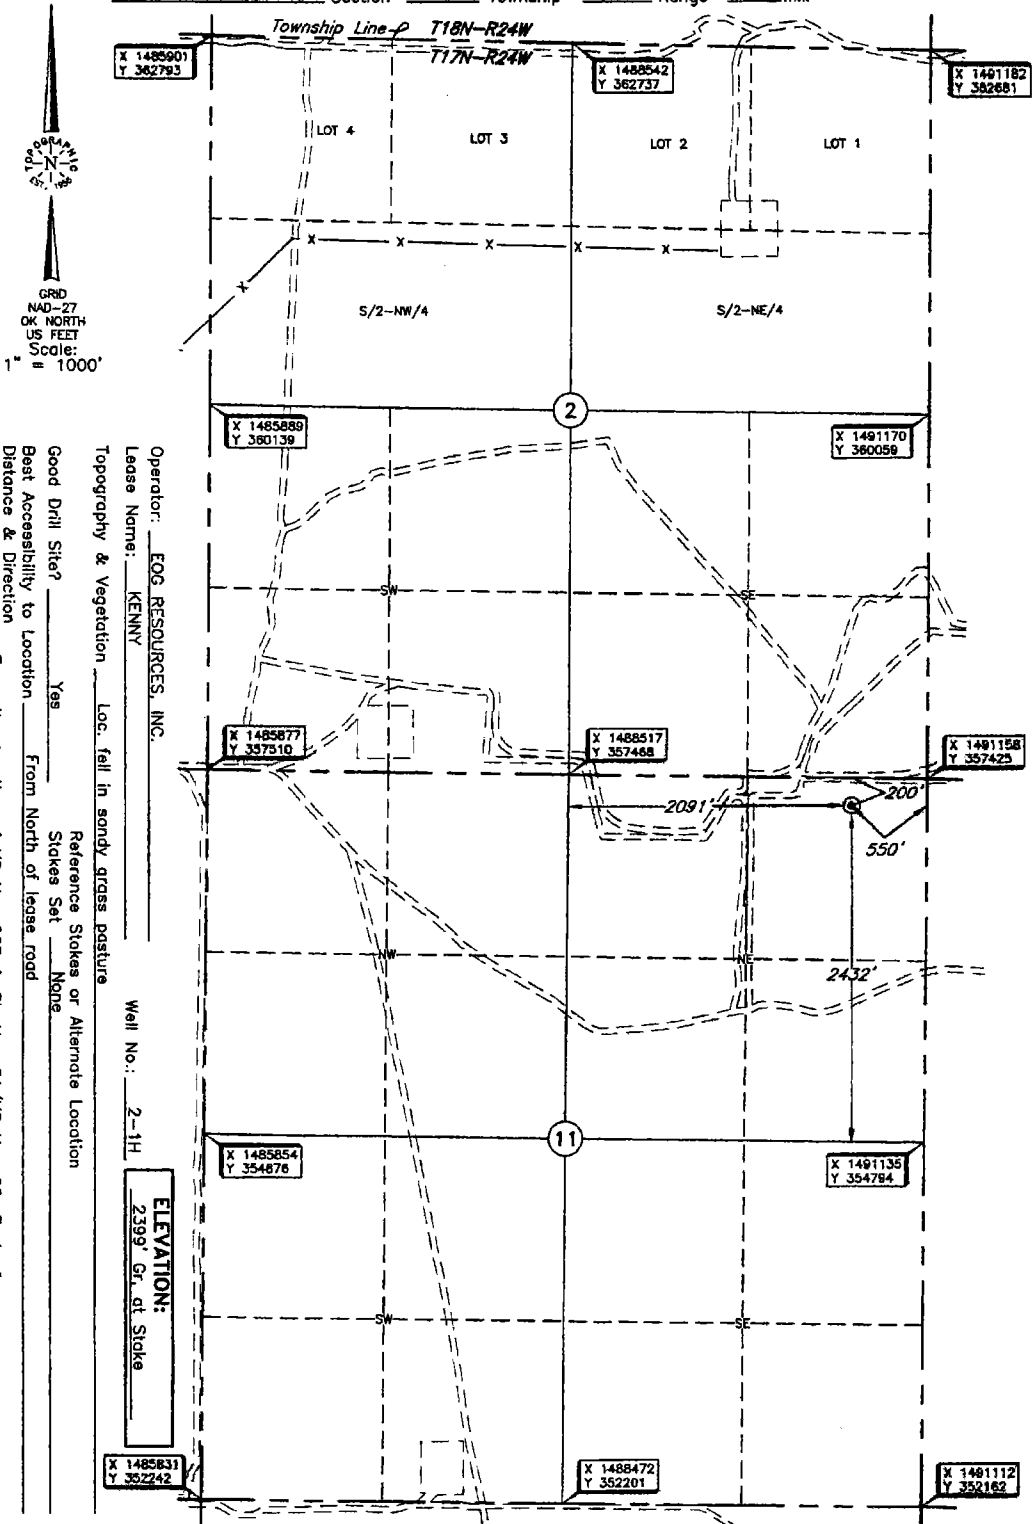 Section Township Range
Township Line T18N-R24W
T17N-R24W
X 1485901
Y 362793
X 1488542
Y 362737
X 1491182
Y 362681
LOT 4
LOT 3
LOT 2
LOT 1
TOPOGRAPHIC
N
EST. 1956
GRID
NAD-27
OK NORTH
US FEET
Scale:
1" = 1000'
X X X X X
X
S/2-NW/4
S/2-NE/4
2
X 1485889
Y 360139
X 1491170
Y 360059
SW
SE
X 1485877
Y 357510
X 1488517
Y 357468
X 1491158
Y 357425
2091'
200'
550'
NW
NE
2432'
11
X 1485854
Y 354876
X 1491135
Y 354794
SW
SE
X 1485831
Y 352242
X 1488472
Y 352201
X 1491112
Y 352162
Operator: EOG RESOURCES, INC.
Lease Name: KENNY Well No.: 2-1H
ELEVATION:
2399' Gr. at Stake
Topography & Vegetation Loc. fell in sandy grass pasture
Reference Stakes or Alternate Location
Good Drill Site? Yes Stakes Set None
Best Accessibility to Location From North of lease road
Distance & Direction